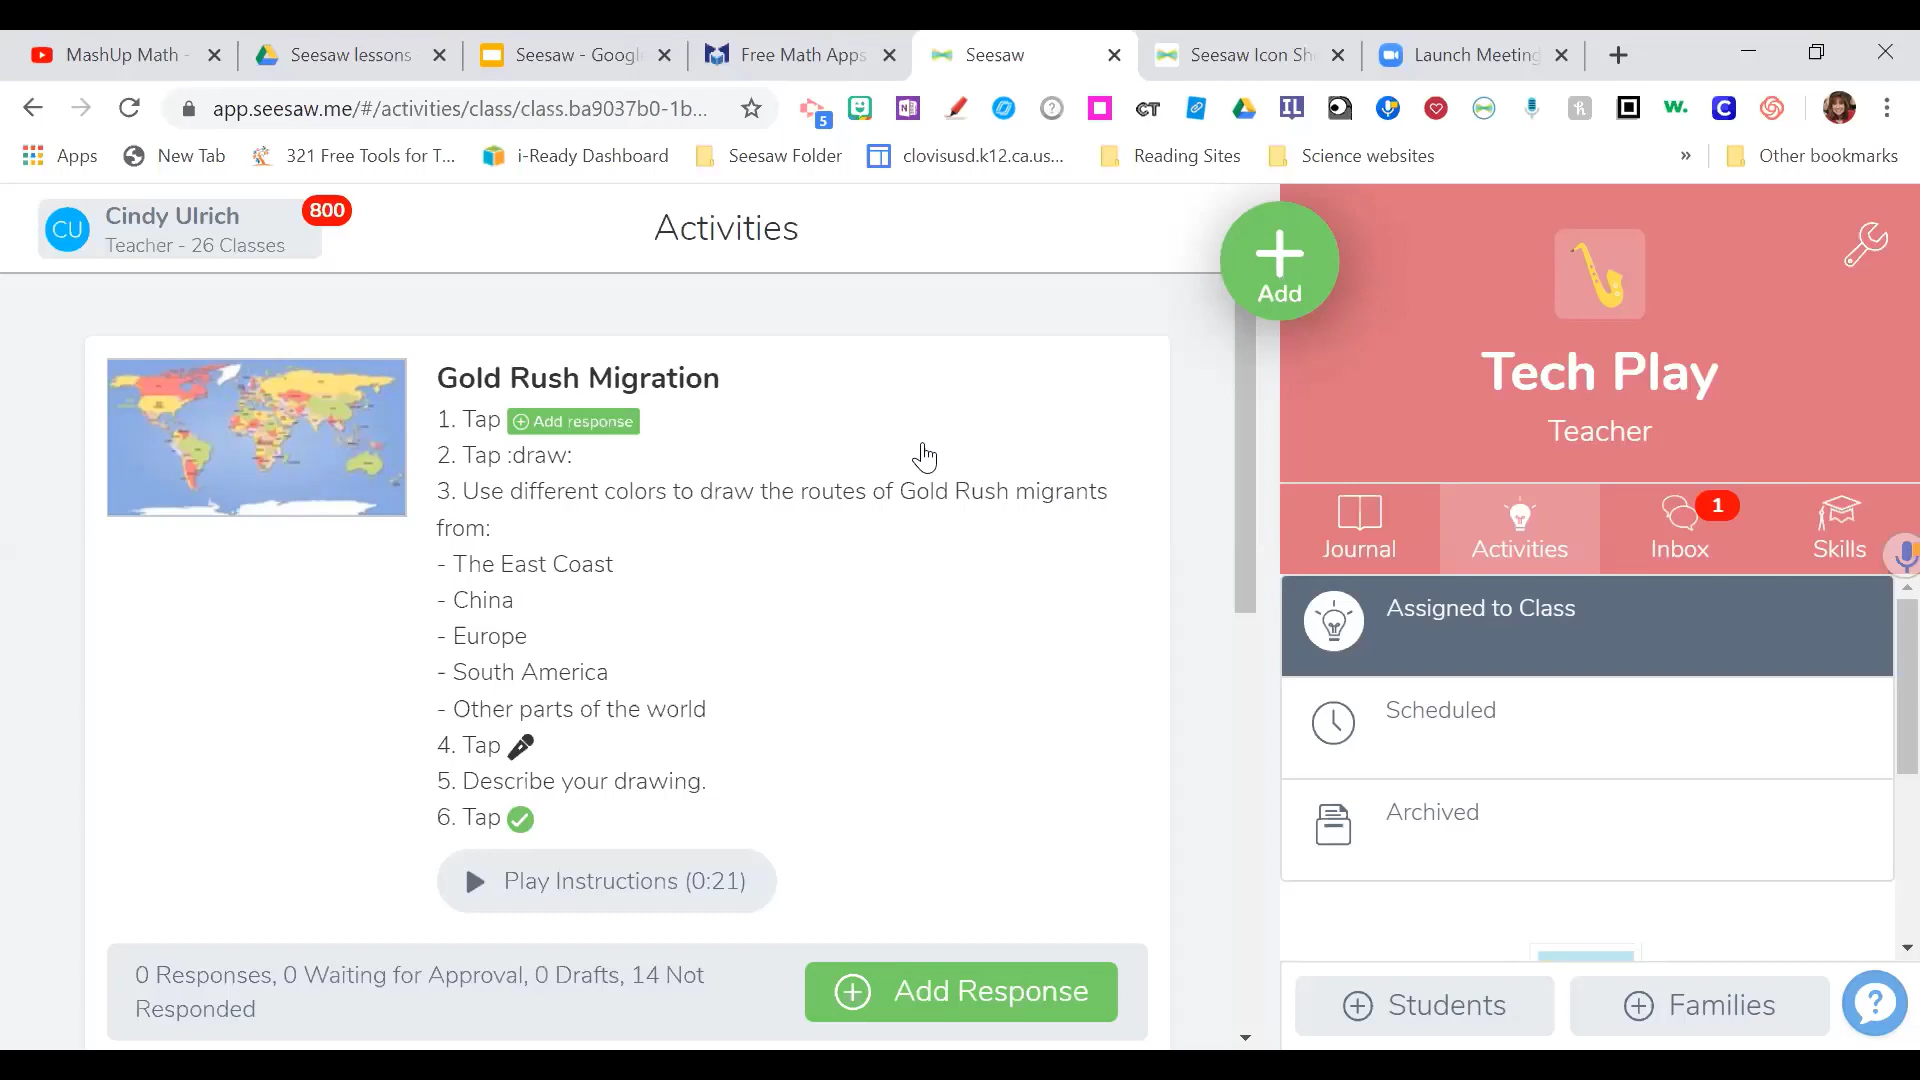 MashUp Math -
Seesaw lessons
Seesaw - Google
Free Math Apps
Seesaw
Seesaw Icon Sh
Launch Meeting
app.seesaw.me/#/activities/class/class.ba9037b0-1b...
5
CT
IL
w.
C
Apps
New Tab
321 Free Tools for T...
i-Ready Dashboard
Seesaw Folder
clovisusd.k12.ca.us...
Reading Sites
Science websites
»
Other bookmarks
CU
Cindy Ulrich
Teacher - 26 Classes
800
Activities
Add
Gold Rush Migration
1. Tap Add response
2. Tap :draw:
3. Use different colors to draw the routes of Gold Rush migrants
from:
- The East Coast
- China
- Europe
- South America
- Other parts of the world
4. Tap
5. Describe your drawing.
6. Tap
Play Instructions (0:21)
0 Responses, 0 Waiting for Approval, 0 Drafts, 14 Not
Responded
Add Response
Tech Play
Teacher
Journal
Activities
Inbox
1
Skills
Assigned to Class
Scheduled
Archived
Students
Families
?